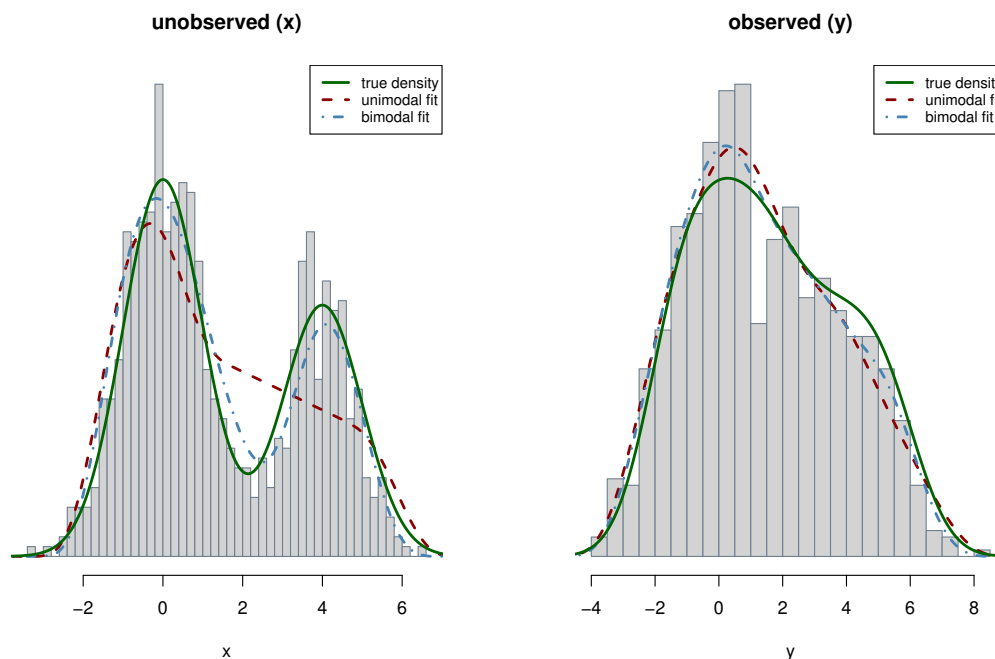 unobserved (x)
true density
unimodal fit
bimodal fit
−2 0 2 4 6
x
observed (y)
true densit
unimodal fi
bimodal fit
−4 −2 0 2 4 6 8
y